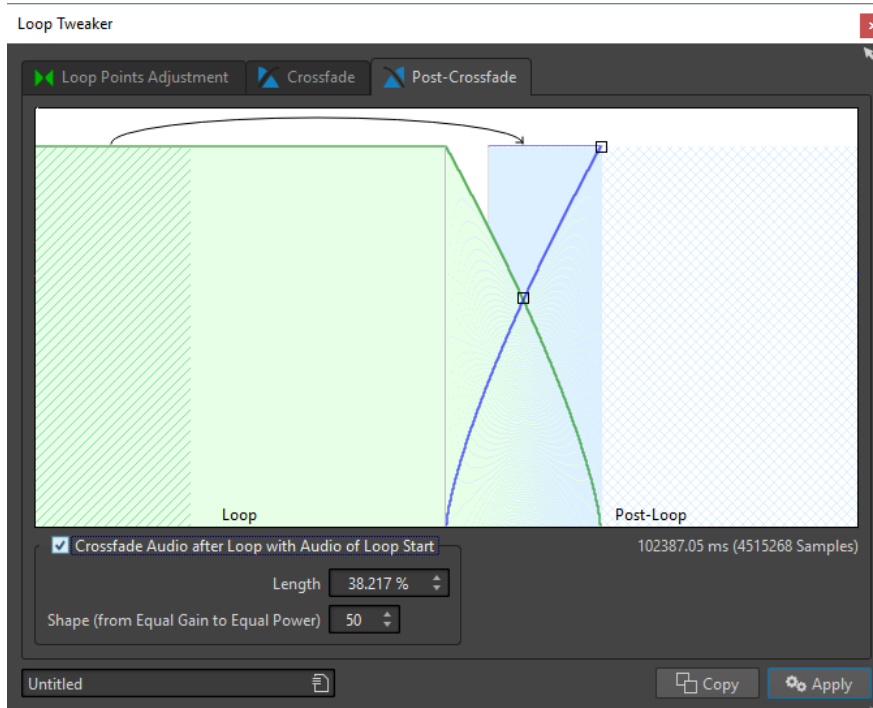 Loop Tweaker
Loop Points Adjustment
Crossfade
Post-Crossfade
Loop
Post-Loop
Crossfade Audio after Loop with Audio of Loop Start
102387.05 ms (4515268 Samples)
Length 38.217 %
Shape (from Equal Gain to Equal Power) 50
Untitled
Copy
Apply